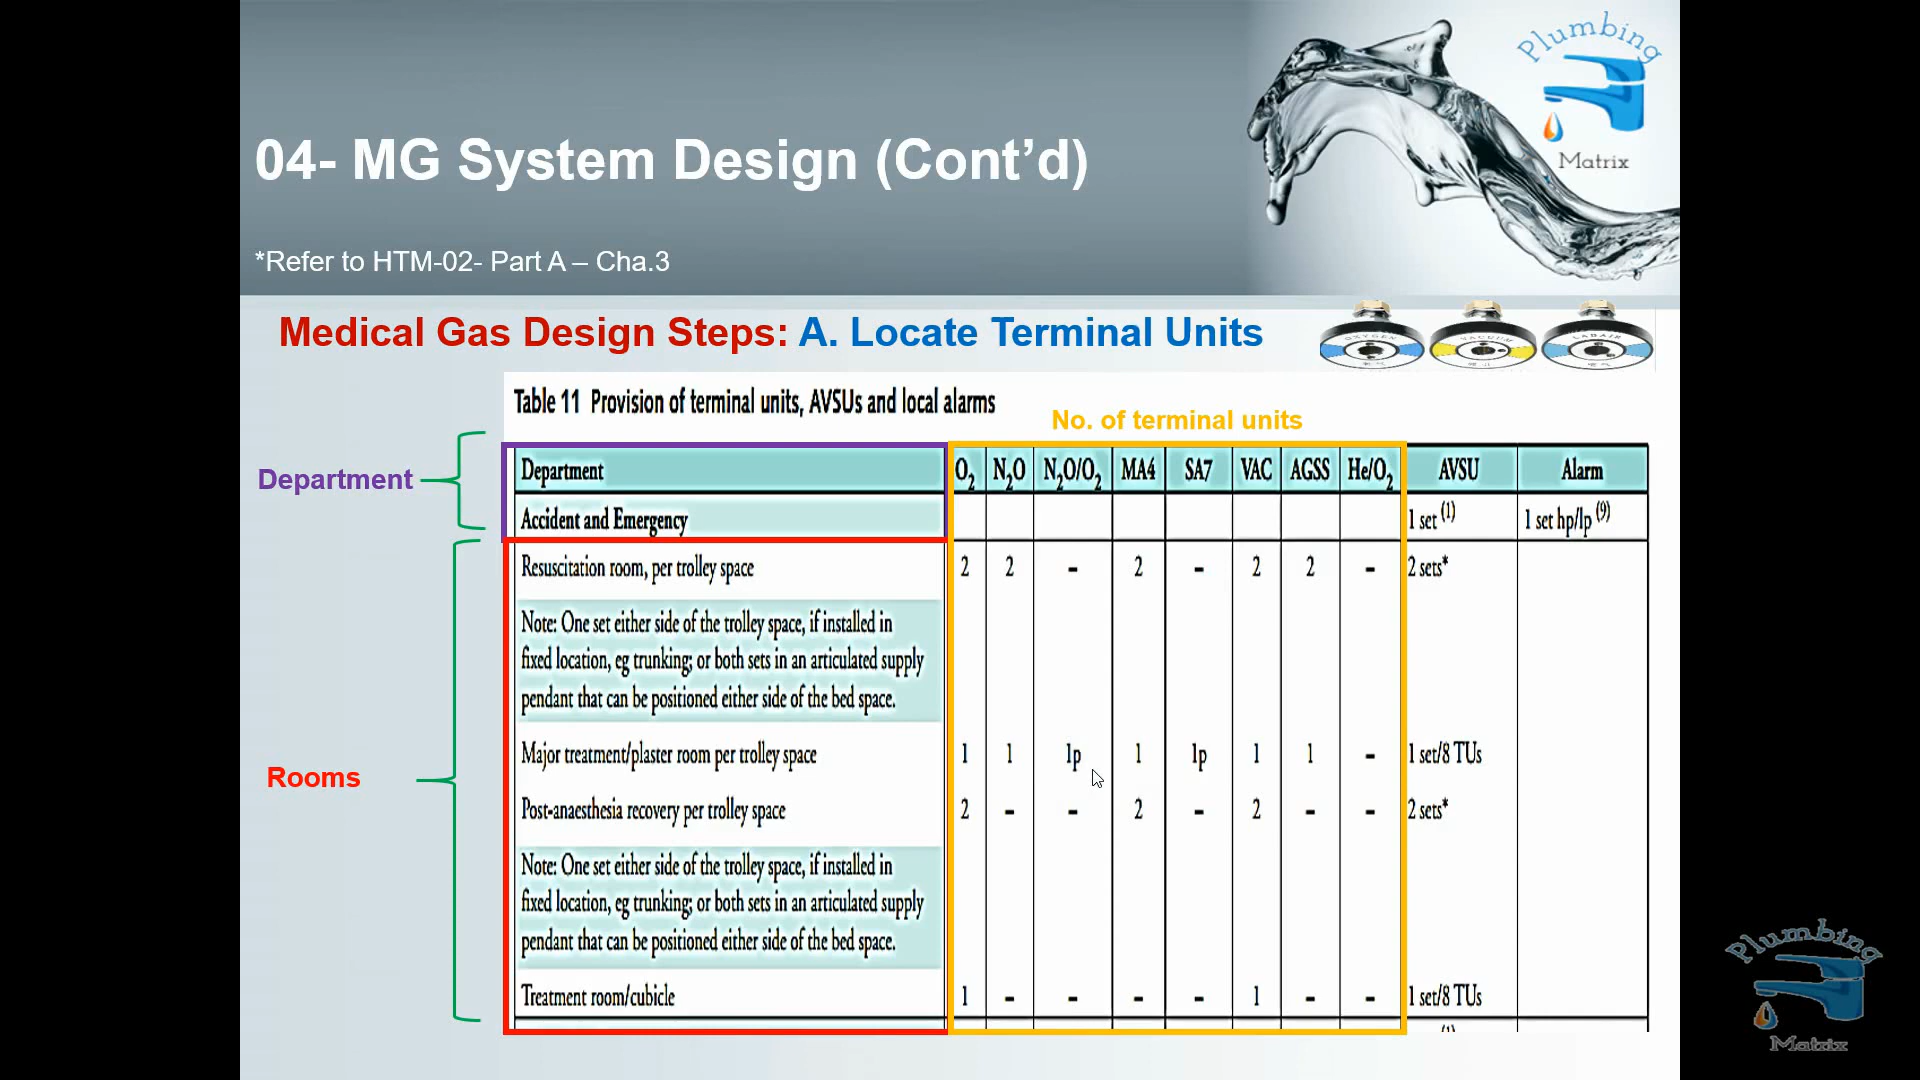 Plumbing
Matrix
04- MG System Design (Cont’d)
*Refer to HTM-02- Part A – Cha.3
Medical Gas Design Steps: A. Locate Terminal Units
OXYGEN
VACUUM
Table 11 Provision of terminal units, AVSUs and local alarms
No. of terminal units
Department
Department O₂ N₂O N₂O/O₂ MA4 SA7 VAC AGSS He/O₂ AVSU Alarm
Accident and Emergency 1 set (1) 1 set hp/lp (9)
Resuscitation room, per trolley space 2 2 – 2 – 2 2 – 2 sets*
Note: One set either side of the trolley space, if installed in
fixed location, eg trunking; or both sets in an articulated supply
pendant that can be positioned either side of the bed space.
Rooms
Major treatment/plaster room per trolley space 1 1 1p 1 1p 1 1 – 1 set/8 TUs
Post-anaesthesia recovery per trolley space 2 – – 2 – 2 – – 2 sets*
Note: One set either side of the trolley space, if installed in
fixed location, eg trunking; or both sets in an articulated supply
pendant that can be positioned either side of the bed space.
Treatment room/cubicle 1 – – – – 1 – – 1 set/8 TUs
Plumbing
Matrix